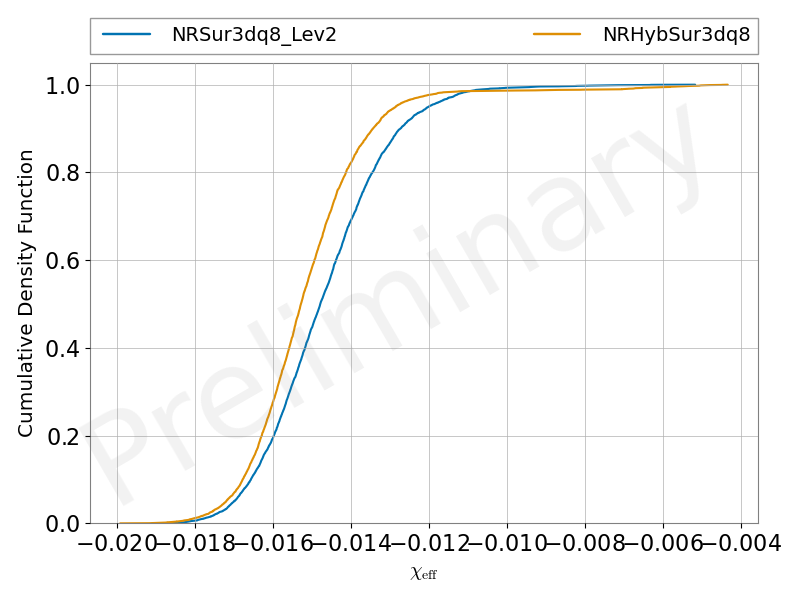 NRSur3dq8_Lev2 NRHybSur3dq8
1.0
0.8
0.6
0.4
0.2
0.0
Cumulative Density Function
Preliminary
−0.020 −0.018 −0.016 −0.014 −0.012 −0.010 −0.008 −0.006 −0.004
χeff